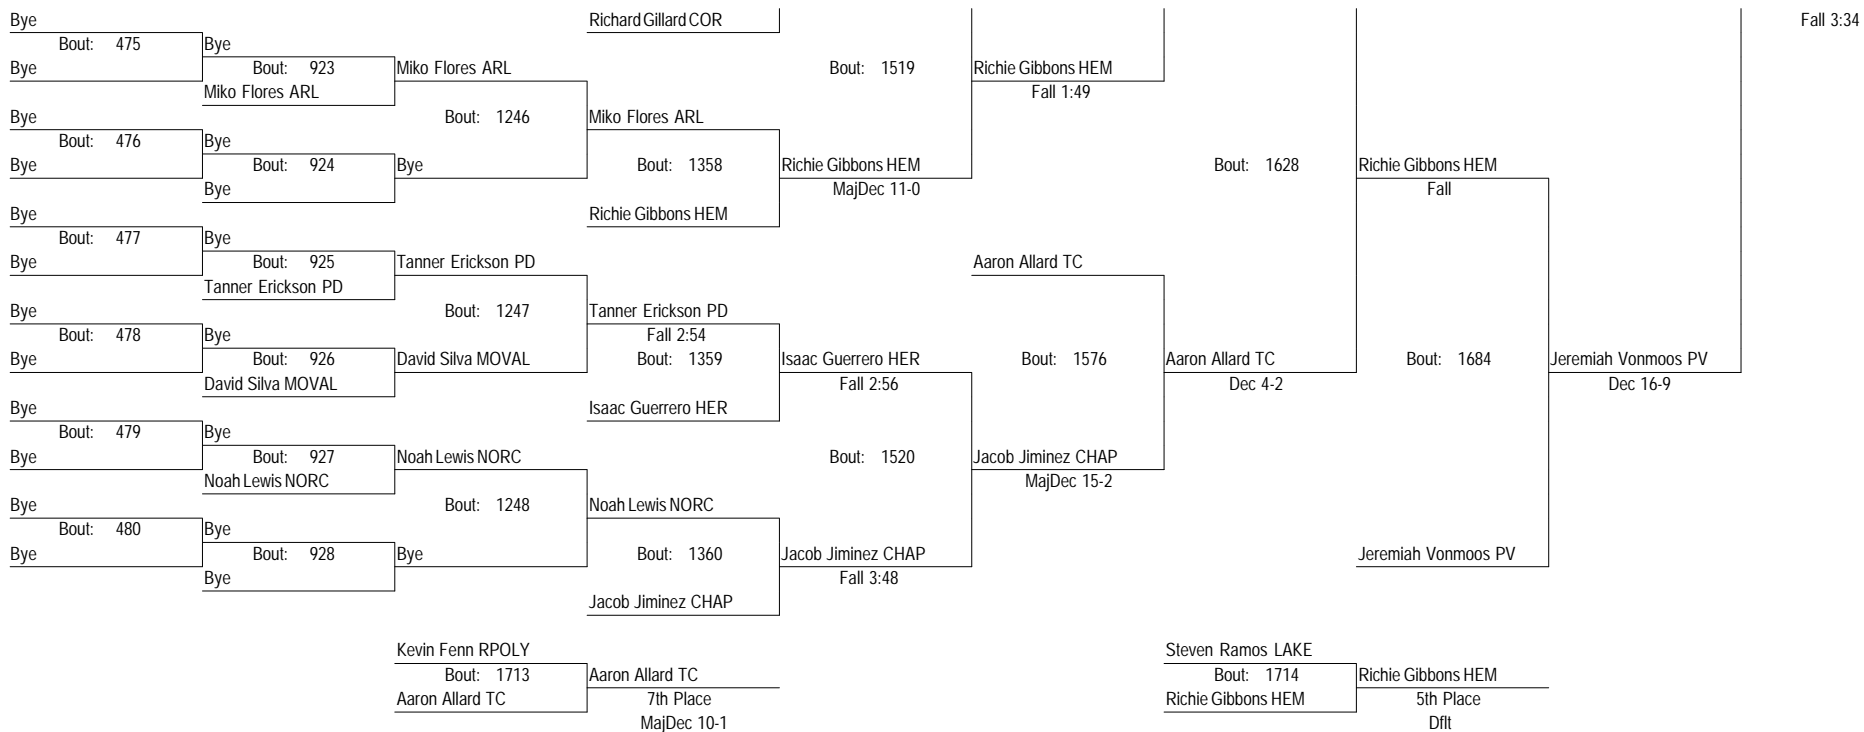 Bye Richard Gillard COR Fall 3:34
Bout: 475 Bye
Bye Bout: 923 Miko Flores ARL Bout: 1519 Richie Gibbons HEM
Miko Flores ARL Fall 1:49
Bye Bout: 1246 Miko Flores ARL
Bout: 476 Bye
Bye Bout: 924 Bye Bout: 1358 Richie Gibbons HEM Bout: 1628 Richie Gibbons HEM
Bye MajDec 11-0 Fall
Bye Richie Gibbons HEM
Bout: 477 Bye
Bye Bout: 925 Tanner Erickson PD Aaron Allard TC
Tanner Erickson PD
Bye Bout: 1247 Tanner Erickson PD
Bout: 478 Bye Fall 2:54
Bye Bout: 926 David Silva MOVAL Bout: 1359 Isaac Guerrero HER Bout: 1576 Aaron Allard TC Bout: 1684 Jeremiah Vonmoos PV
David Silva MOVAL Fall 2:56 Dec 4-2 Dec 16-9
Bye Isaac Guerrero HER
Bout: 479 Bye
Bye Bout: 927 Noah Lewis NORC Bout: 1520 Jacob Jiminez CHAP
Noah Lewis NORC MajDec 15-2
Bye Bout: 1248 Noah Lewis NORC
Bout: 480 Bye
Bye Bout: 928 Bye Bout: 1360 Jacob Jiminez CHAP Jeremiah Vonmoos PV
Bye Fall 3:48
Jacob Jiminez CHAP
Kevin Fenn RPOLY Steven Ramos LAKE
Bout: 1713 Aaron Allard TC Bout: 1714 Richie Gibbons HEM
Aaron Allard TC 7th Place Richie Gibbons HEM 5th Place
MajDec 10-1 Dflt